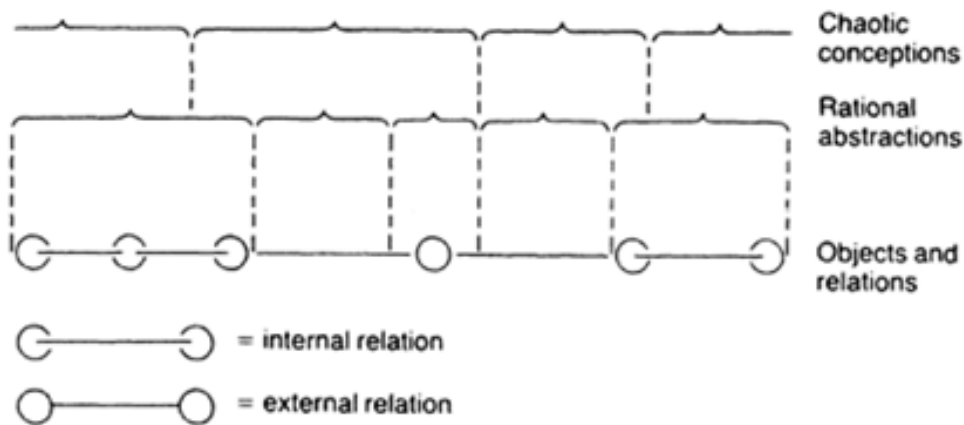 Chaotic
conceptions
Rational
abstractions
Objects and
relations
= internal relation
= external relation